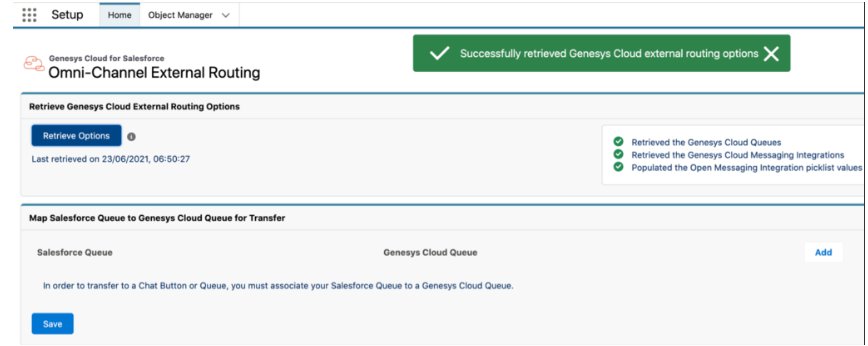 Setup Home Object Manager
Successfully retrieved Genesys Cloud external routing options
Genesys Cloud for Salesforce
Omni-Channel External Routing
Retrieve Genesys Cloud External Routing Options
Retrieve Options
Last retrieved on 23/06/2021, 06:50:27
Retrieved the Genesys Cloud Queues
Retrieved the Genesys Cloud Messaging Integrations
Populated the Open Messaging Integration picklist values
Map Salesforce Queue to Genesys Cloud Queue for Transfer
Salesforce Queue Genesys Cloud Queue Add
In order to transfer to a Chat Button or Queue, you must associate your Salesforce Queue to a Genesys Cloud Queue.
Save